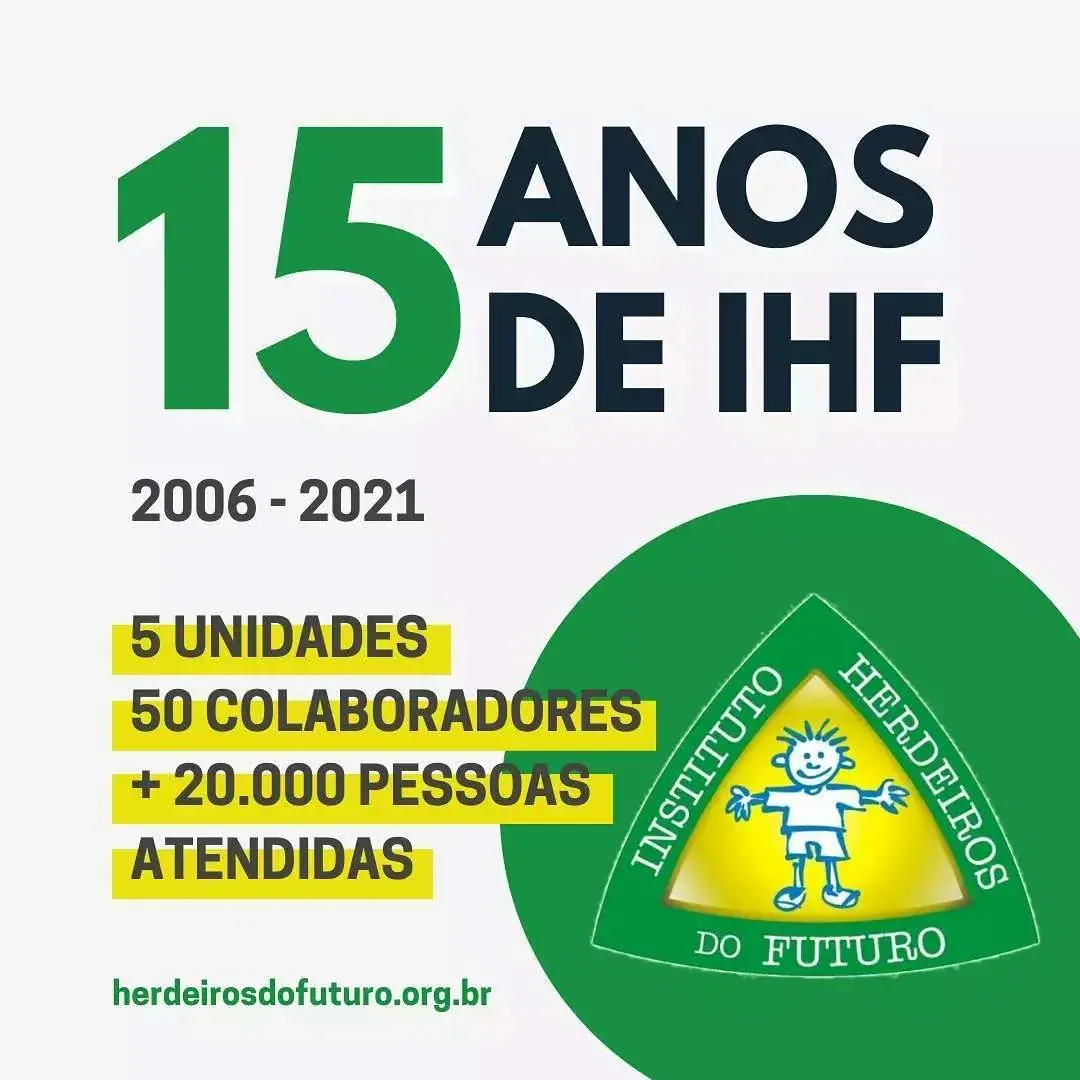 15 ANOS
DE IHF
2006 - 2021
5 UNIDADES
50 COLABORADORES
+ 20.000 PESSOAS
ATENDIDAS
herdeirosdofuturo.org.br
INSTITUTO
HERDEIROS
DO FUTURO